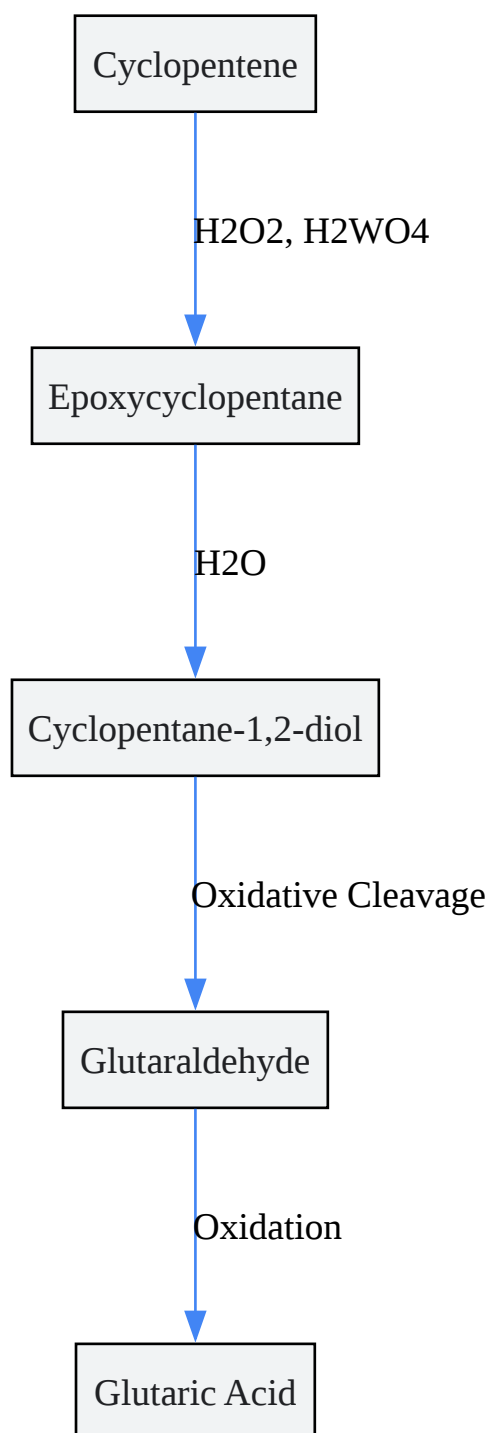 Cyclopentene
H2O2, H2WO4
Epoxycyclopentane
H2O
Cyclopentane-1,2-diol
Oxidative Cleavage
Glutaraldehyde
Oxidation
Glutaric Acid